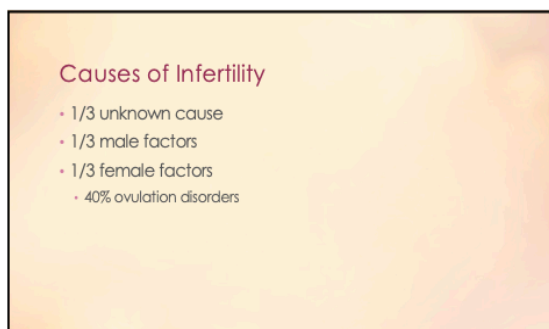 Causes of Infertility
• 1/3 unknown cause
• 1/3 male factors
• 1/3 female factors
• 40% ovulation disorders